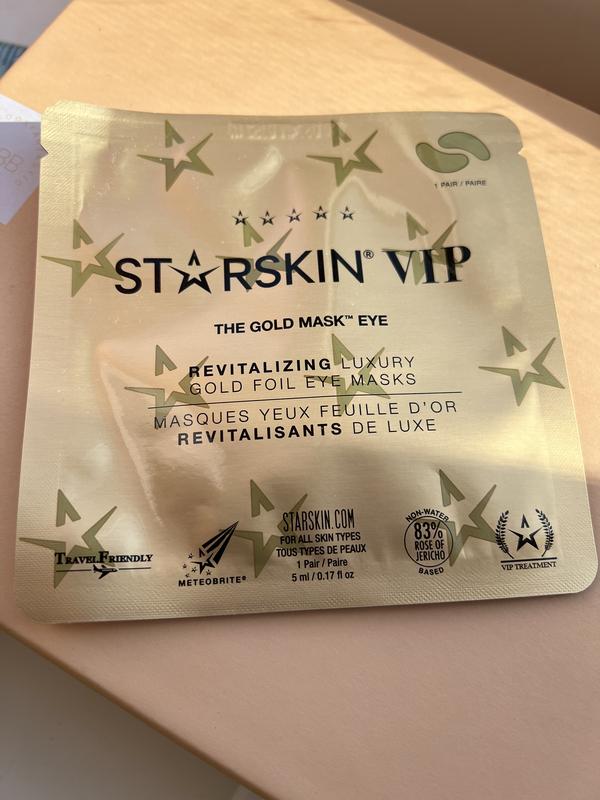 1 PAIR / PAIRE
STARSKIN® VIP
THE GOLD MASK™ EYE
REVITALIZING LUXURY
GOLD FOIL EYE MASKS
MASQUES YEUX FEUILLE D'OR
REVITALISANTS DE LUXE
TRAVELFRIENDLY
METEOBRITE®
STARSKIN.COM
FOR ALL SKIN TYPES
TOUS TYPES DE PEAUX
1 Pair / Paire
5 ml / 0.17 fl oz
NON-WATER
83%
ROSE OF
JERICHO
BASED
VIP TREATMENT